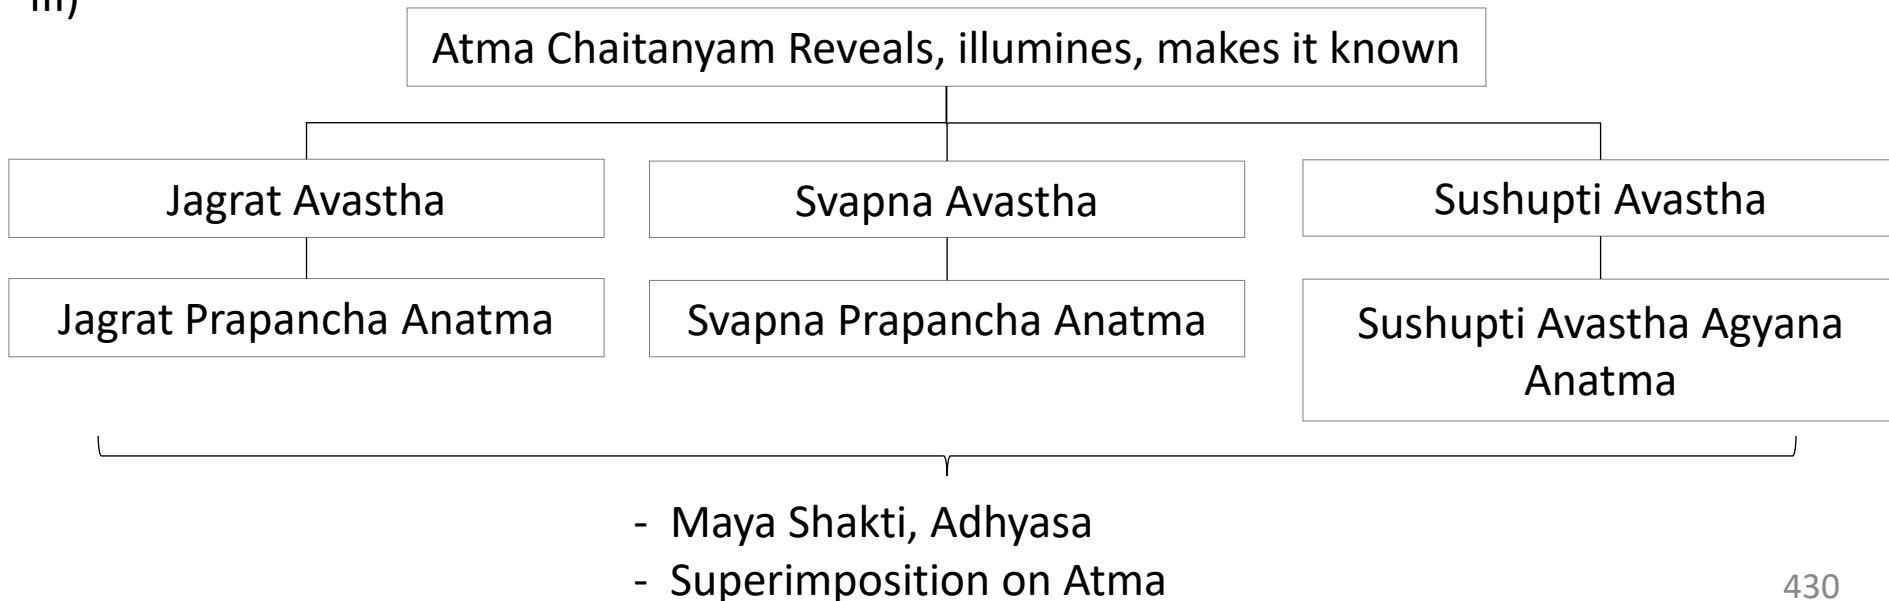 iii)
Atma Chaitanyam Reveals, illumines, makes it known
Jagrat Avastha
Svapna Avastha
Sushupti Avastha
Jagrat Prapancha Anatma
Svapna Prapancha Anatma
Sushupti Avastha Agyana
Anatma
- Maya Shakti, Adhyasa
- Superimposition on Atma
430